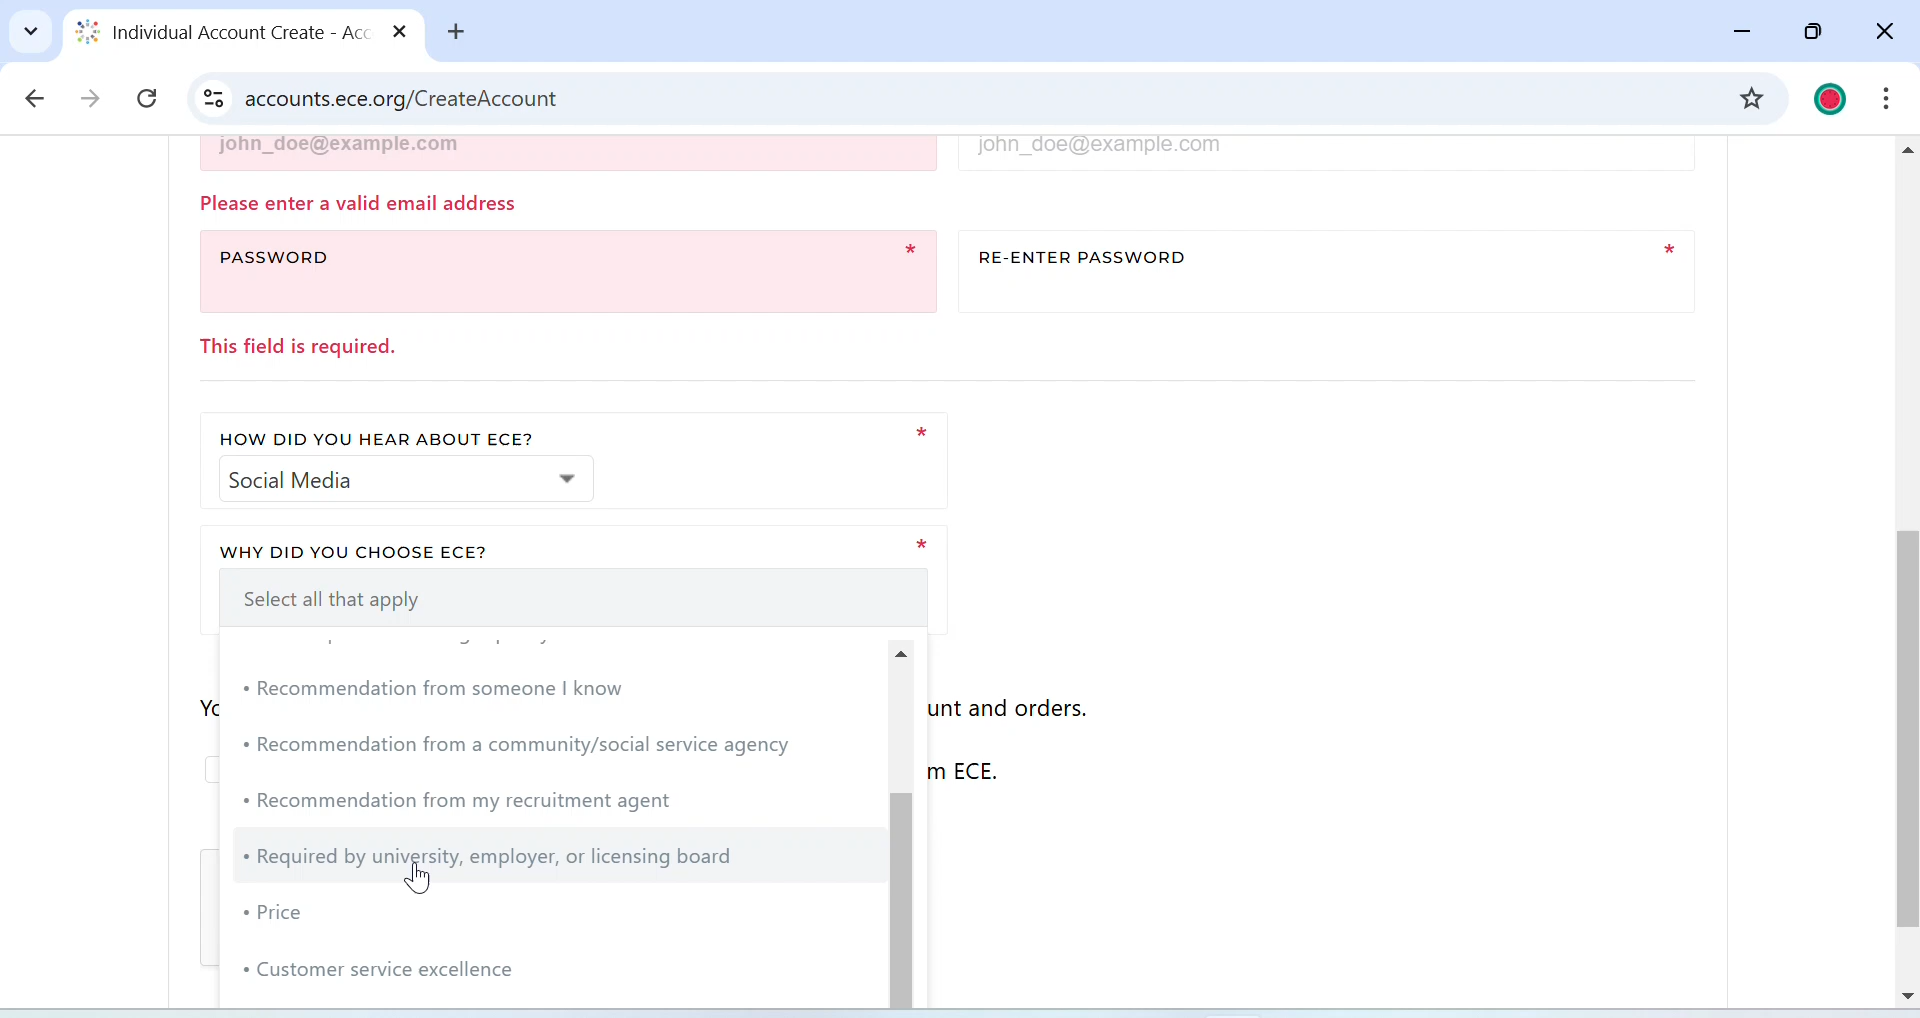 Individual Account Create - Acc
accounts.ece.org/CreateAccount
john_doe@example.com
john_doe@example.com
Please enter a valid email address
PASSWORD *
RE-ENTER PASSWORD *
This field is required.
HOW DID YOU HEAR ABOUT ECE? *
Social Media
WHY DID YOU CHOOSE ECE? *
Select all that apply
• Recommendation from someone I know
Yo
unt and orders.
• Recommendation from a community/social service agency
m ECE.
• Recommendation from my recruitment agent
• Required by university, employer, or licensing board
• Price
• Customer service excellence